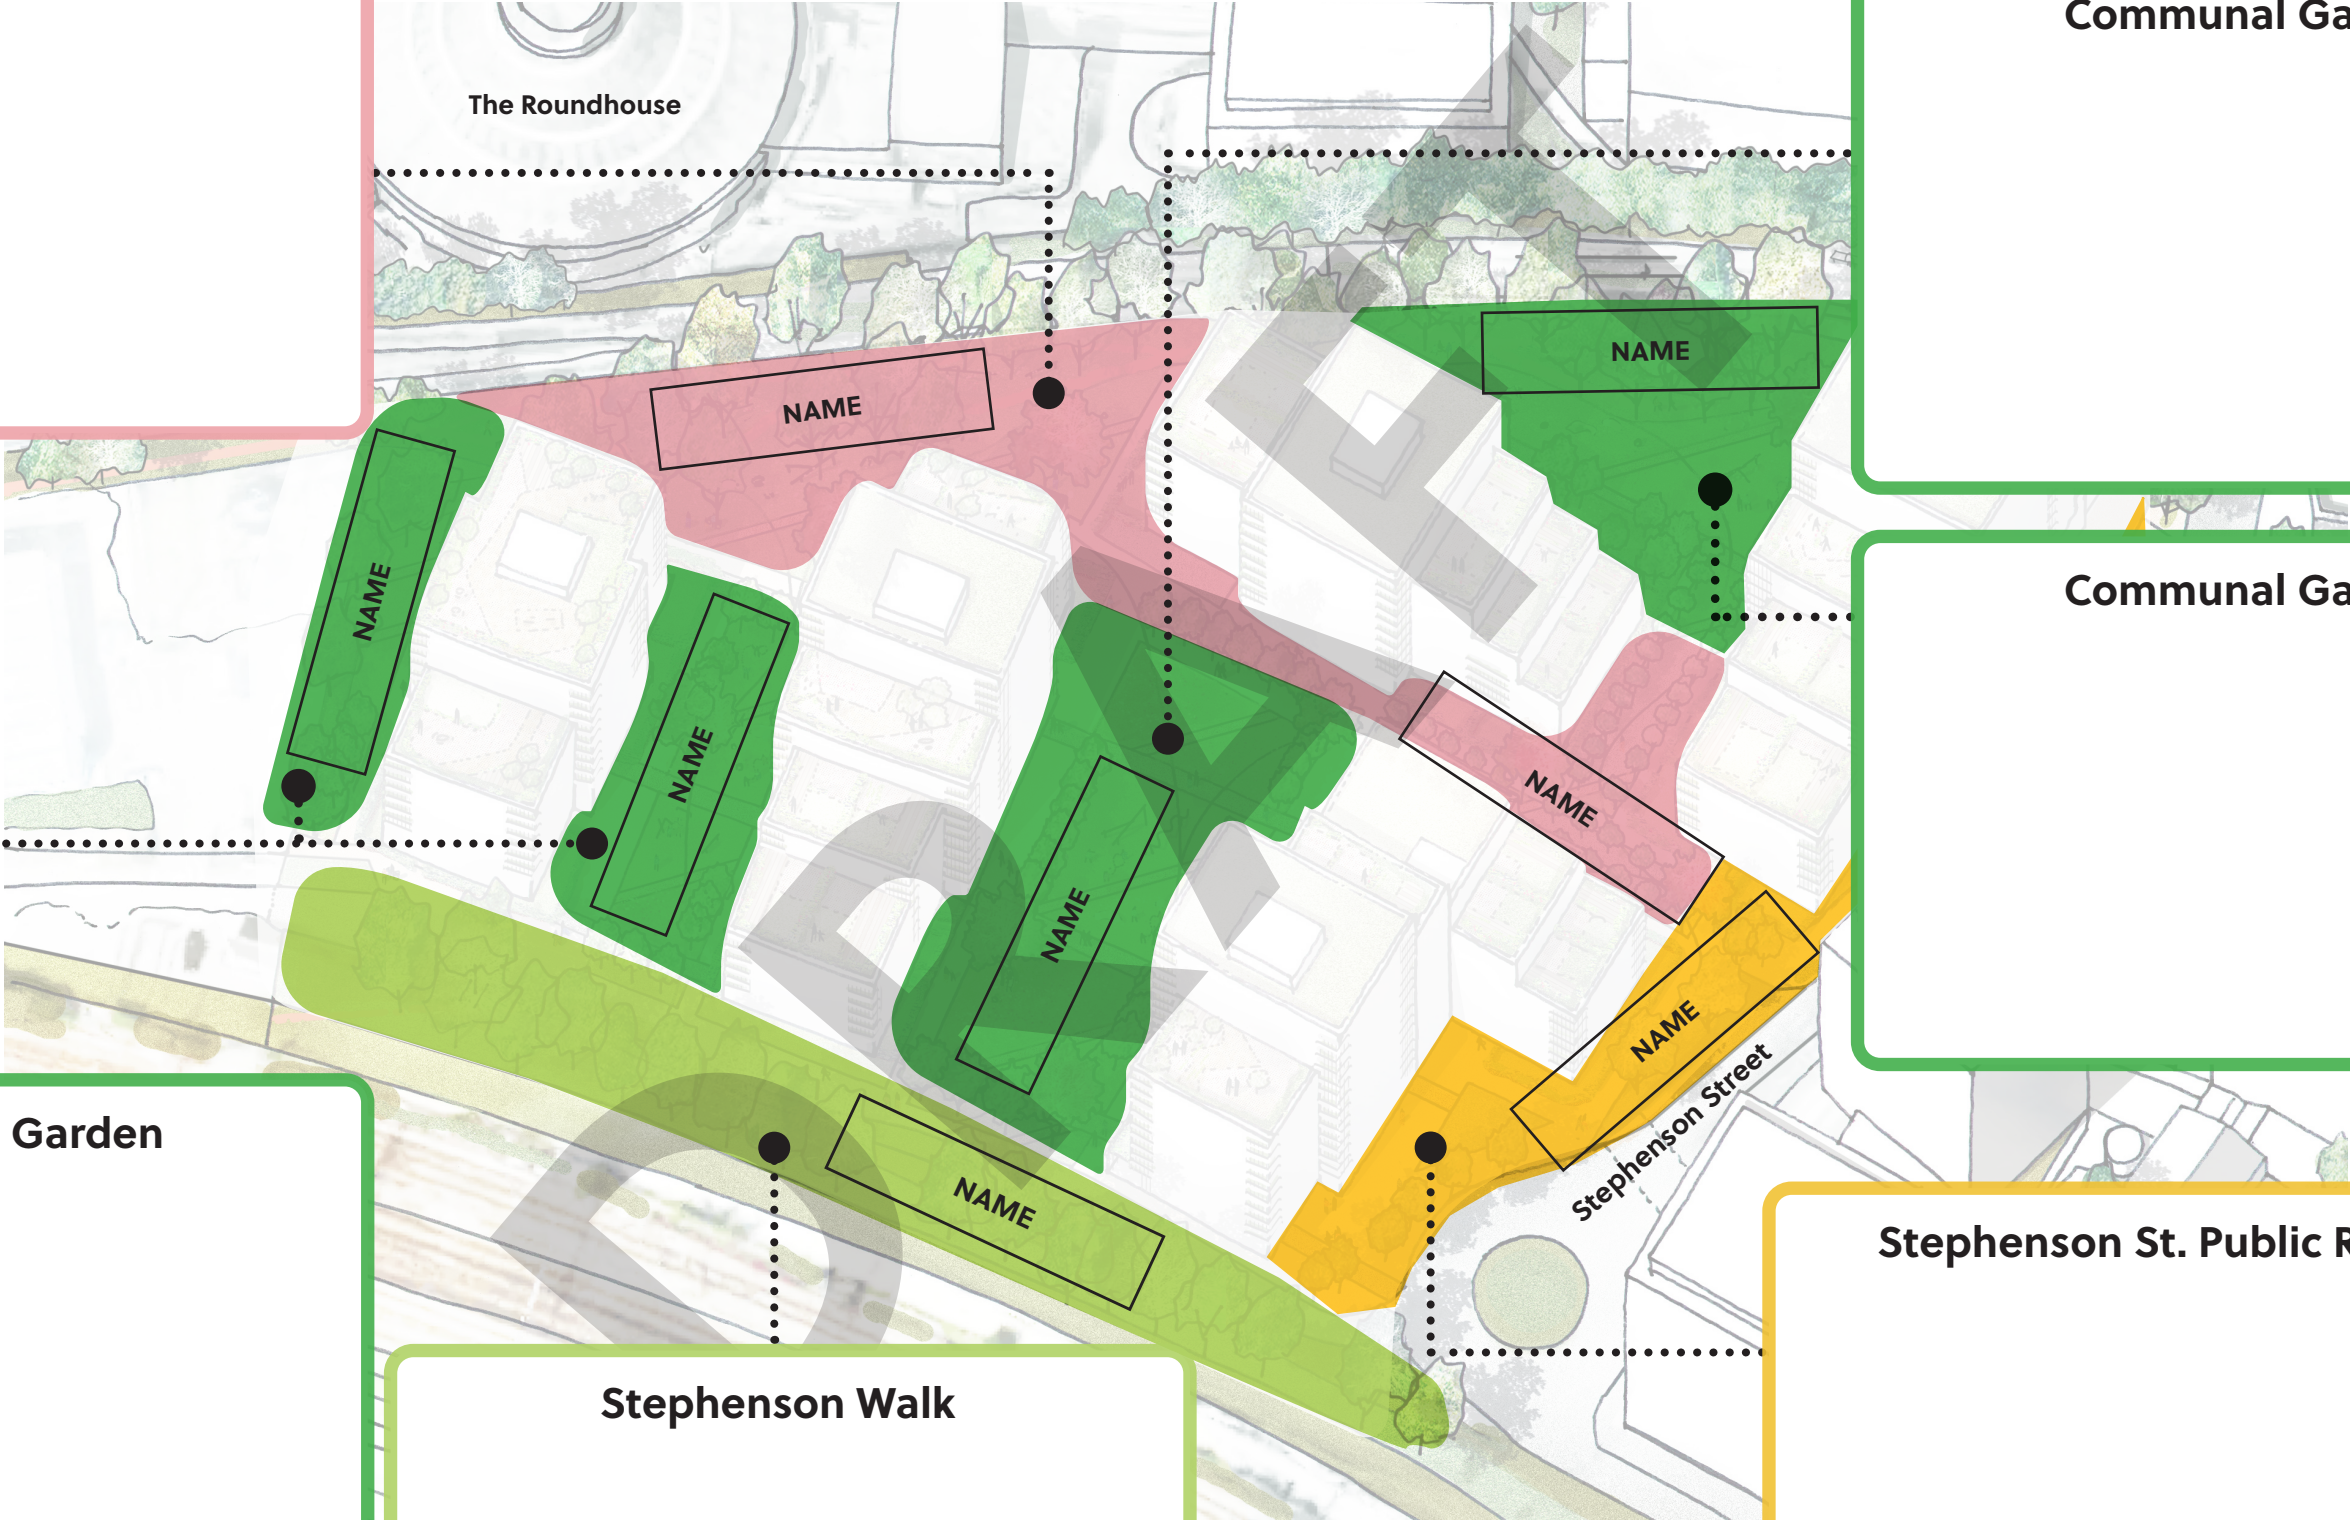 Communal Ga
The Roundhouse
NAME
NAME
NAME
NAME
Communal Ga
NAME
NAME
NAME
Stephenson Street
Garden
NAME
Stephenson St. Public R
Stephenson Walk
DRAFT